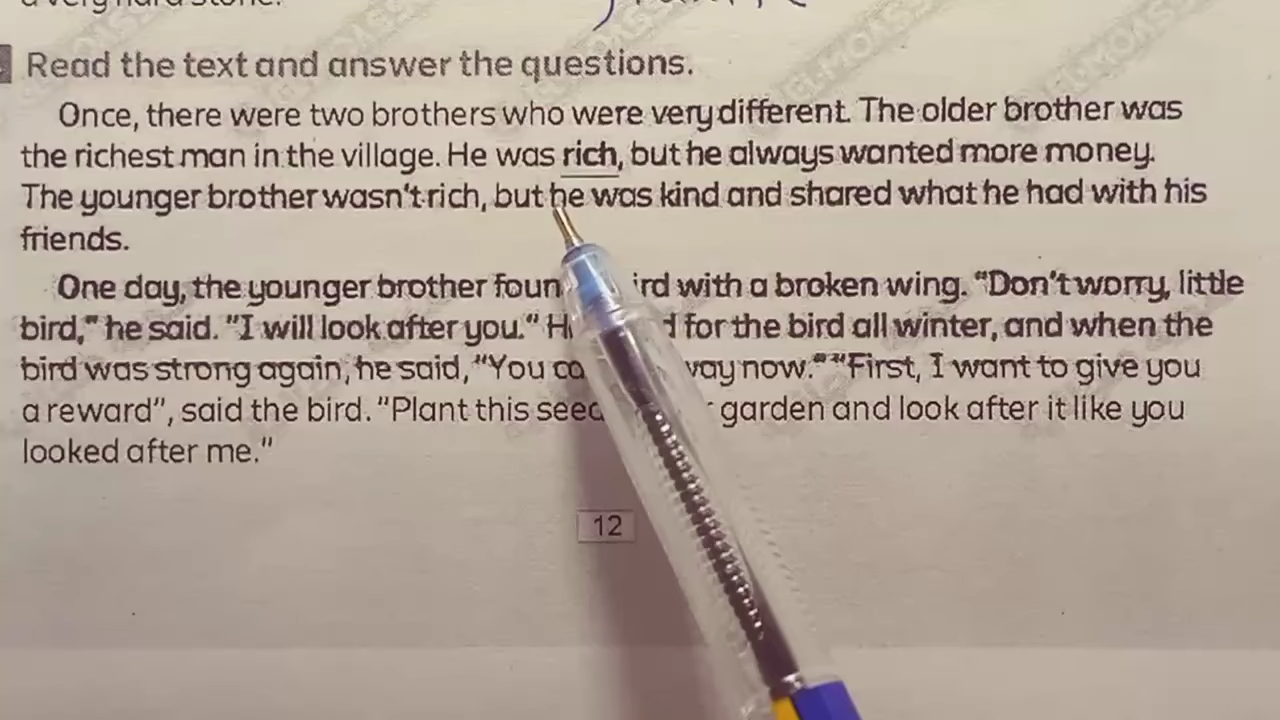 a very hard stone.
Read the text and answer the questions.
Once, there were two brothers who were very different. The older brother was
the richest man in the village. He was rich, but he always wanted more money.
The younger brother wasn't rich, but he was kind and shared what he had with his
friends.
One day, the younger brother foun ird with a broken wing. "Don't worry, little
bird," he said. "I will look after you." H d for the bird all winter, and when the
bird was strong again, he said, "You ca way now." "First, I want to give you
a reward", said the bird. "Plant this seed garden and look after it like you
looked after me."
12